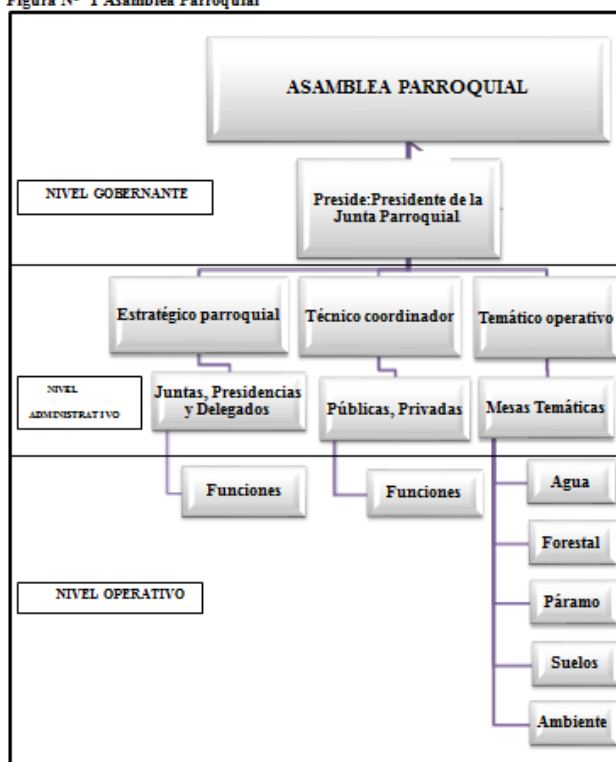 Figura Nº 1 Asamblea Parroquial
ASAMBLEA PARROQUIAL
NIVEL GOBERNANTE
Preside:Presidente de la
Junta Parroquial
Estratégico parroquial
Técnico coordinador
Temático operativo
NIVEL
ADMINISTRATIVO
Juntas, Presidencias
y Delegados
Públicas, Privadas
Mesas Temáticas
Funciones
Funciones
Agua
Forestal
NIVEL OPERATIVO
Páramo
Suelos
Ambiente